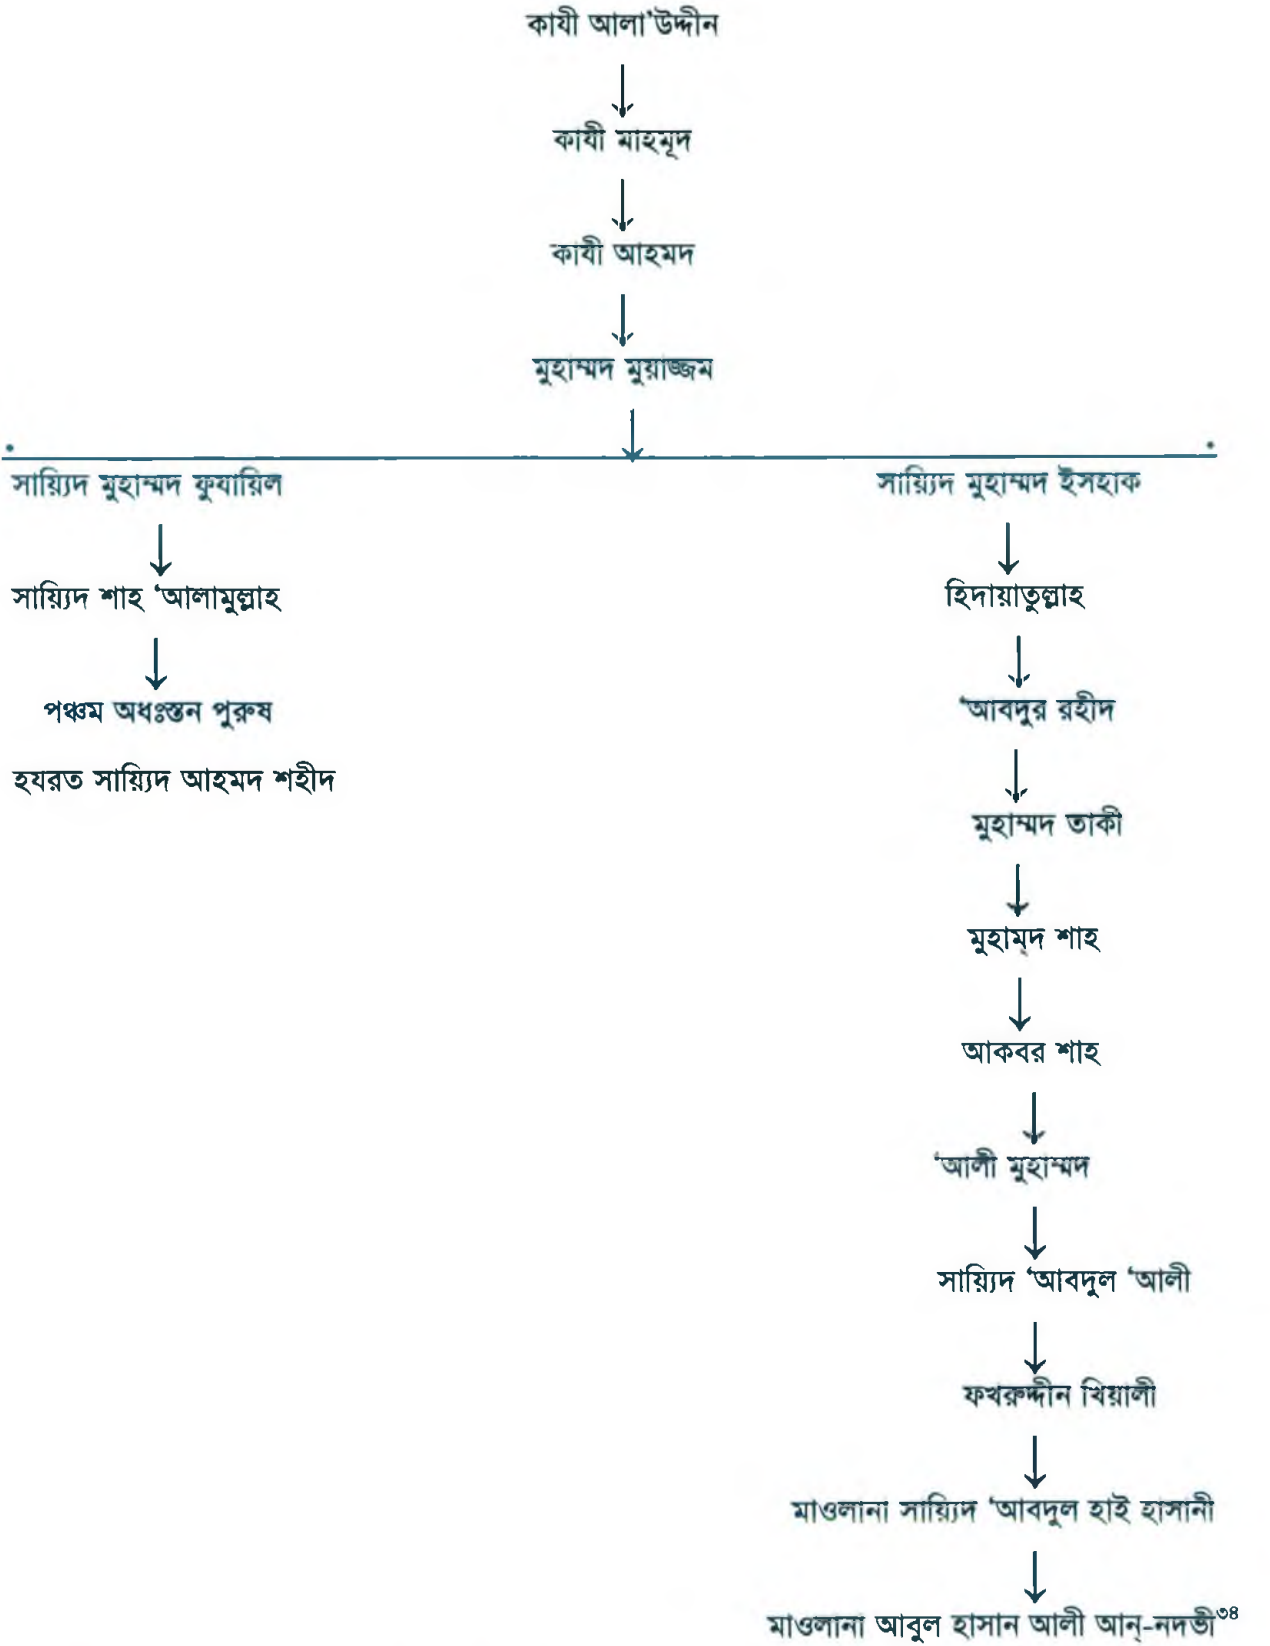 কাযী আলা'উদ্দীন
কাযী মাহমূদ
কাযী আহমদ
মুহাম্মদ মুয়াজ্জম
সায়্যিদ মুহাম্মদ ফুযায়িল
সায়্যিদ শাহ ‘আলামুল্লাহ
পঞ্চম অধঃস্তন পুরুষ
হযরত সায়্যিদ আহমদ শহীদ
সায়্যিদ মুহাম্মদ ইসহাক
হিদায়াতুল্লাহ
‘আবদুর রহীদ
মুহাম্মদ তাকী
মুহাম্দ শাহ
আকবর শাহ
‘আলী মুহাম্মদ
সায়্যিদ ‘আবদুল ‘আলী
ফখরুদ্দীন খিয়ালী
মাওলানা সায়্যিদ ‘আবদুল হাই হাসানী
মাওলানা আবুল হাসান আলী আন্-নদভী৩৪